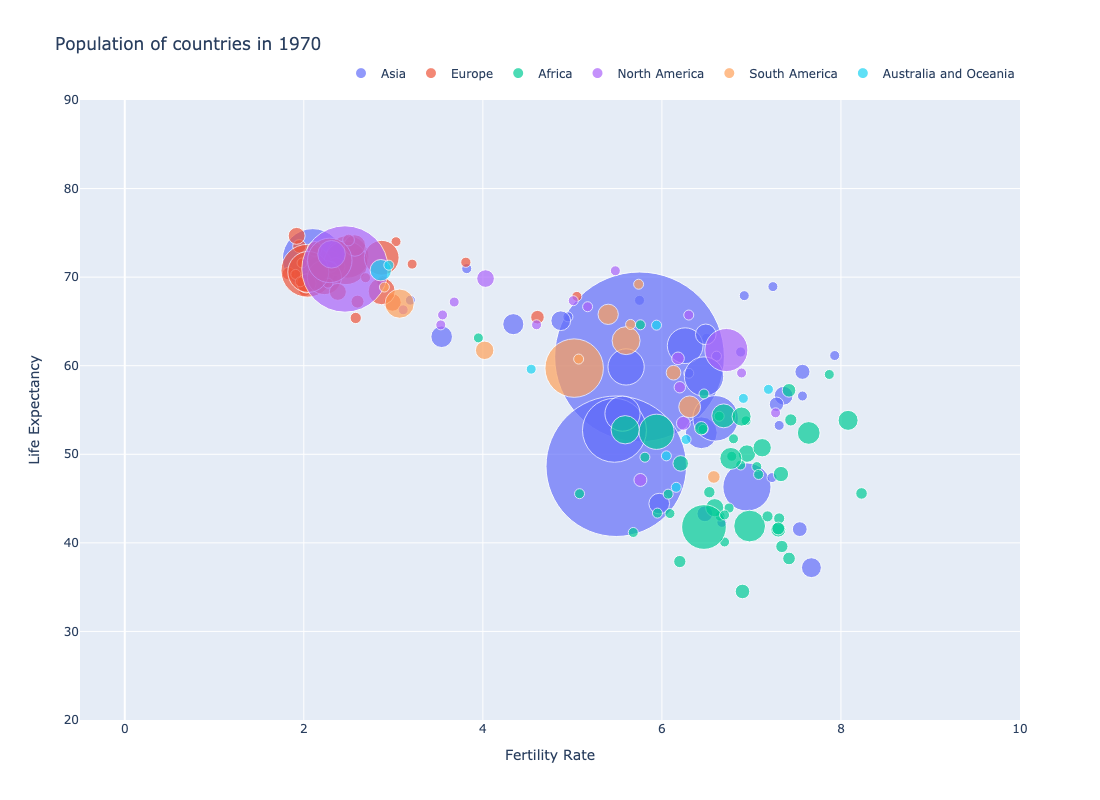 Population of countries in 1970
Asia Europe Africa North America South America Australia and Oceania
90
80
70
60
50
40
30
20
Life Expectancy
0 2 4 6 8 10
Fertility Rate